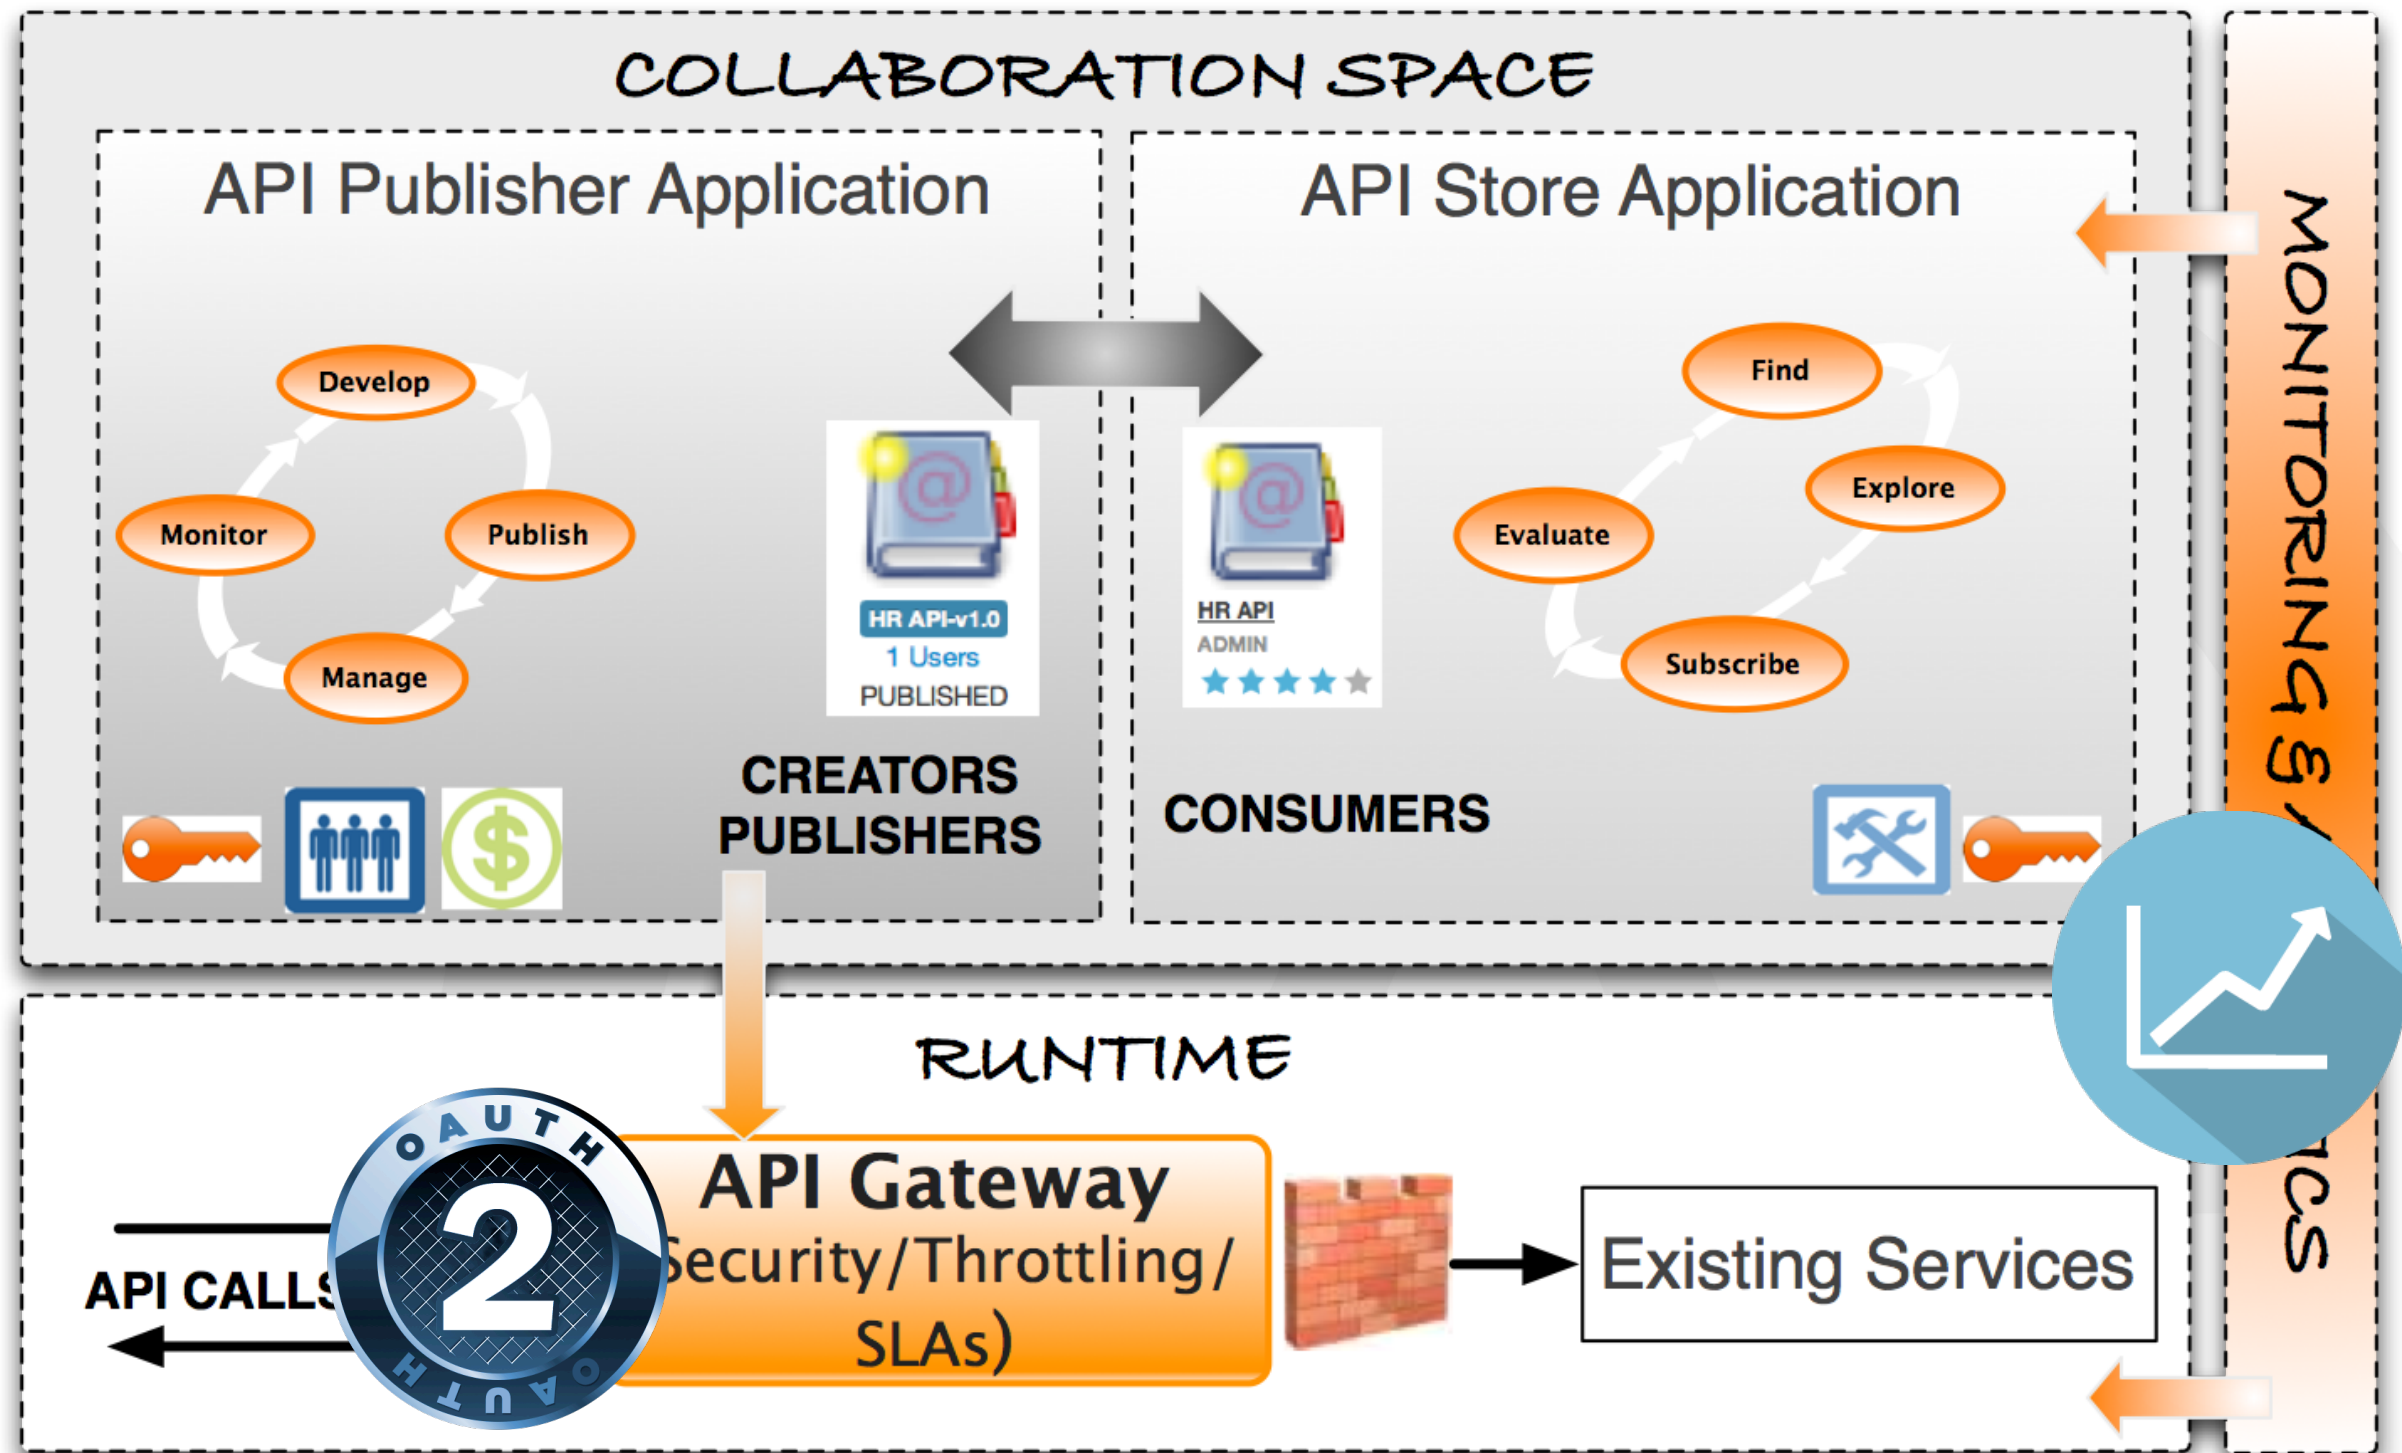 COLLABORATION SPACE
API Publisher Application
Develop
Monitor
Publish
Manage
HR API-v1.0
1 Users
PUBLISHED
CREATORS
PUBLISHERS
API Store Application
Find
Explore
Evaluate
Subscribe
HR API
ADMIN
CONSUMERS
MONITORING &
RUNTIME
API CALLS
OAUTH
2
OAUTH
API Gateway
Security/Throttling/
SLAs)
Existing Services